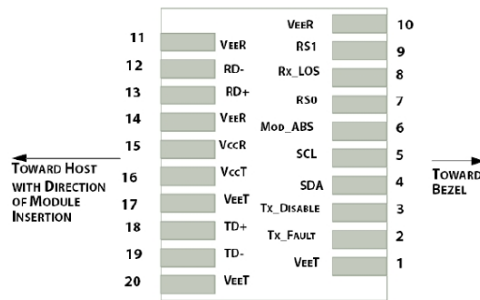 11 VEER
12 RD-
13 RD+
14 VEER
15 VCCR
16 VCCT
17 VEET
18 TD+
19 TD-
20 VEET
VEER 10
RS1 9
RX_LOS 8
RS0 7
MOD_ABS 6
SCL 5
SDA 4
TX_DISABLE 3
TX_FAULT 2
VEET 1
TOWARD HOST
WITH DIRECTION
OF MODULE
INSERTION
TOWARD
BEZEL